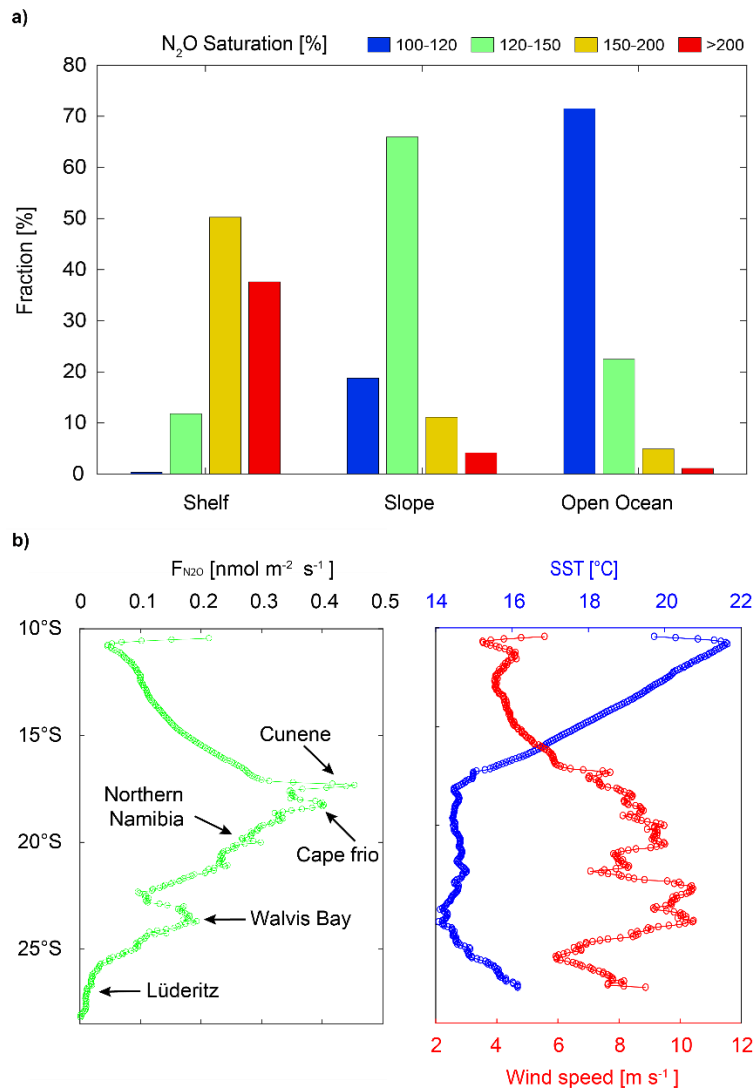 a)
N₂O Saturation [%] 100-120 120-150 150-200 >200
80
70
60
50
40
30
20
10
0
Fraction [%]
Shelf Slope Open Ocean
b)
F_N2O [nmol m⁻² s⁻¹]
0 0.1 0.2 0.3 0.4 0.5
10°S
15°S
20°S
25°S
Cunene
Northern
Namibia
Cape frio
Walvis Bay
Lüderitz
SST [°C]
14 16 18 20 22
2 4 6 8 10 12
Wind speed [m s⁻¹]